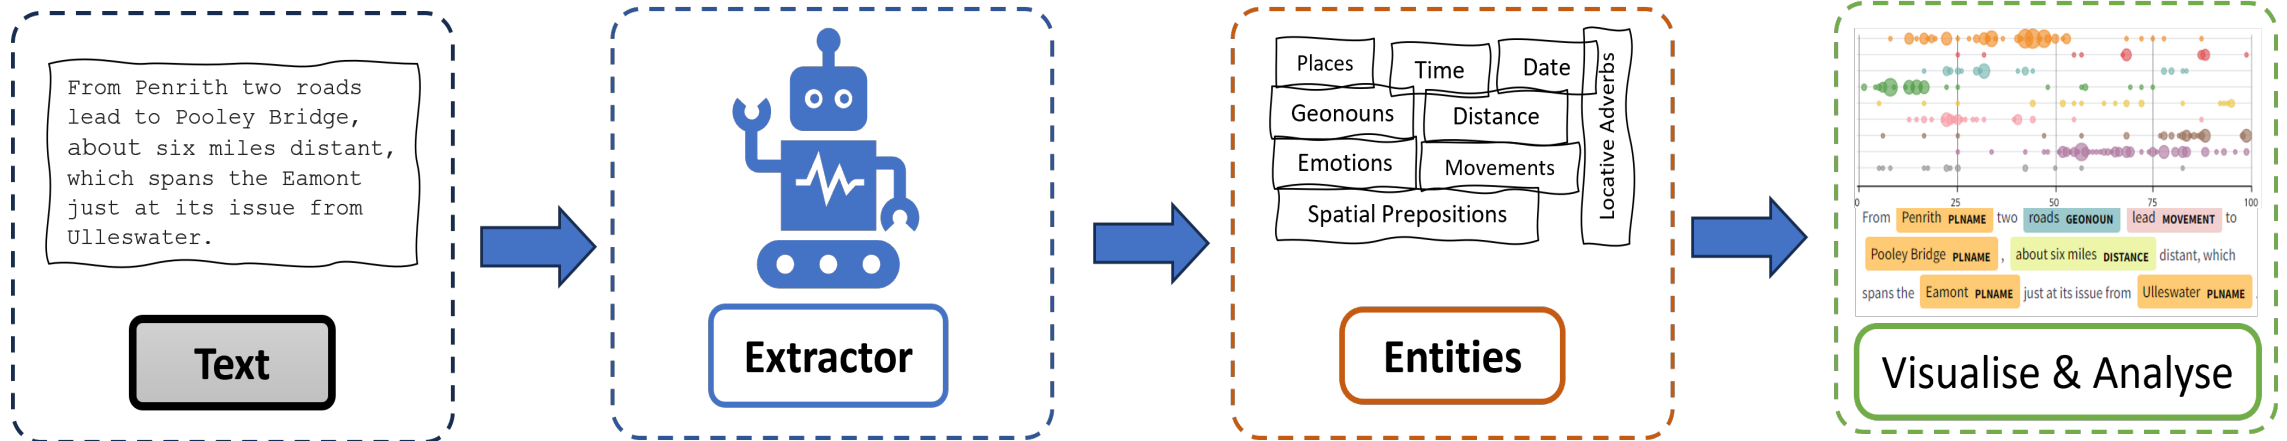 From Penrith two roads
lead to Pooley Bridge,
about six miles distant,
which spans the Eamont
just at its issue from
Ulleswater.
Text
Extractor
Places
Time
Date
Geonouns
Distance
Emotions
Movements
Spatial Prepositions
Locative Adverbs
Entities
0 25 50 75 100
From Penrith PLNAME two roads GEONOUN lead MOVEMENT to
Pooley Bridge PLNAME , about six miles DISTANCE distant, which
spans the Eamont PLNAME just at its issue from Ulleswater PLNAME .
Visualise & Analyse